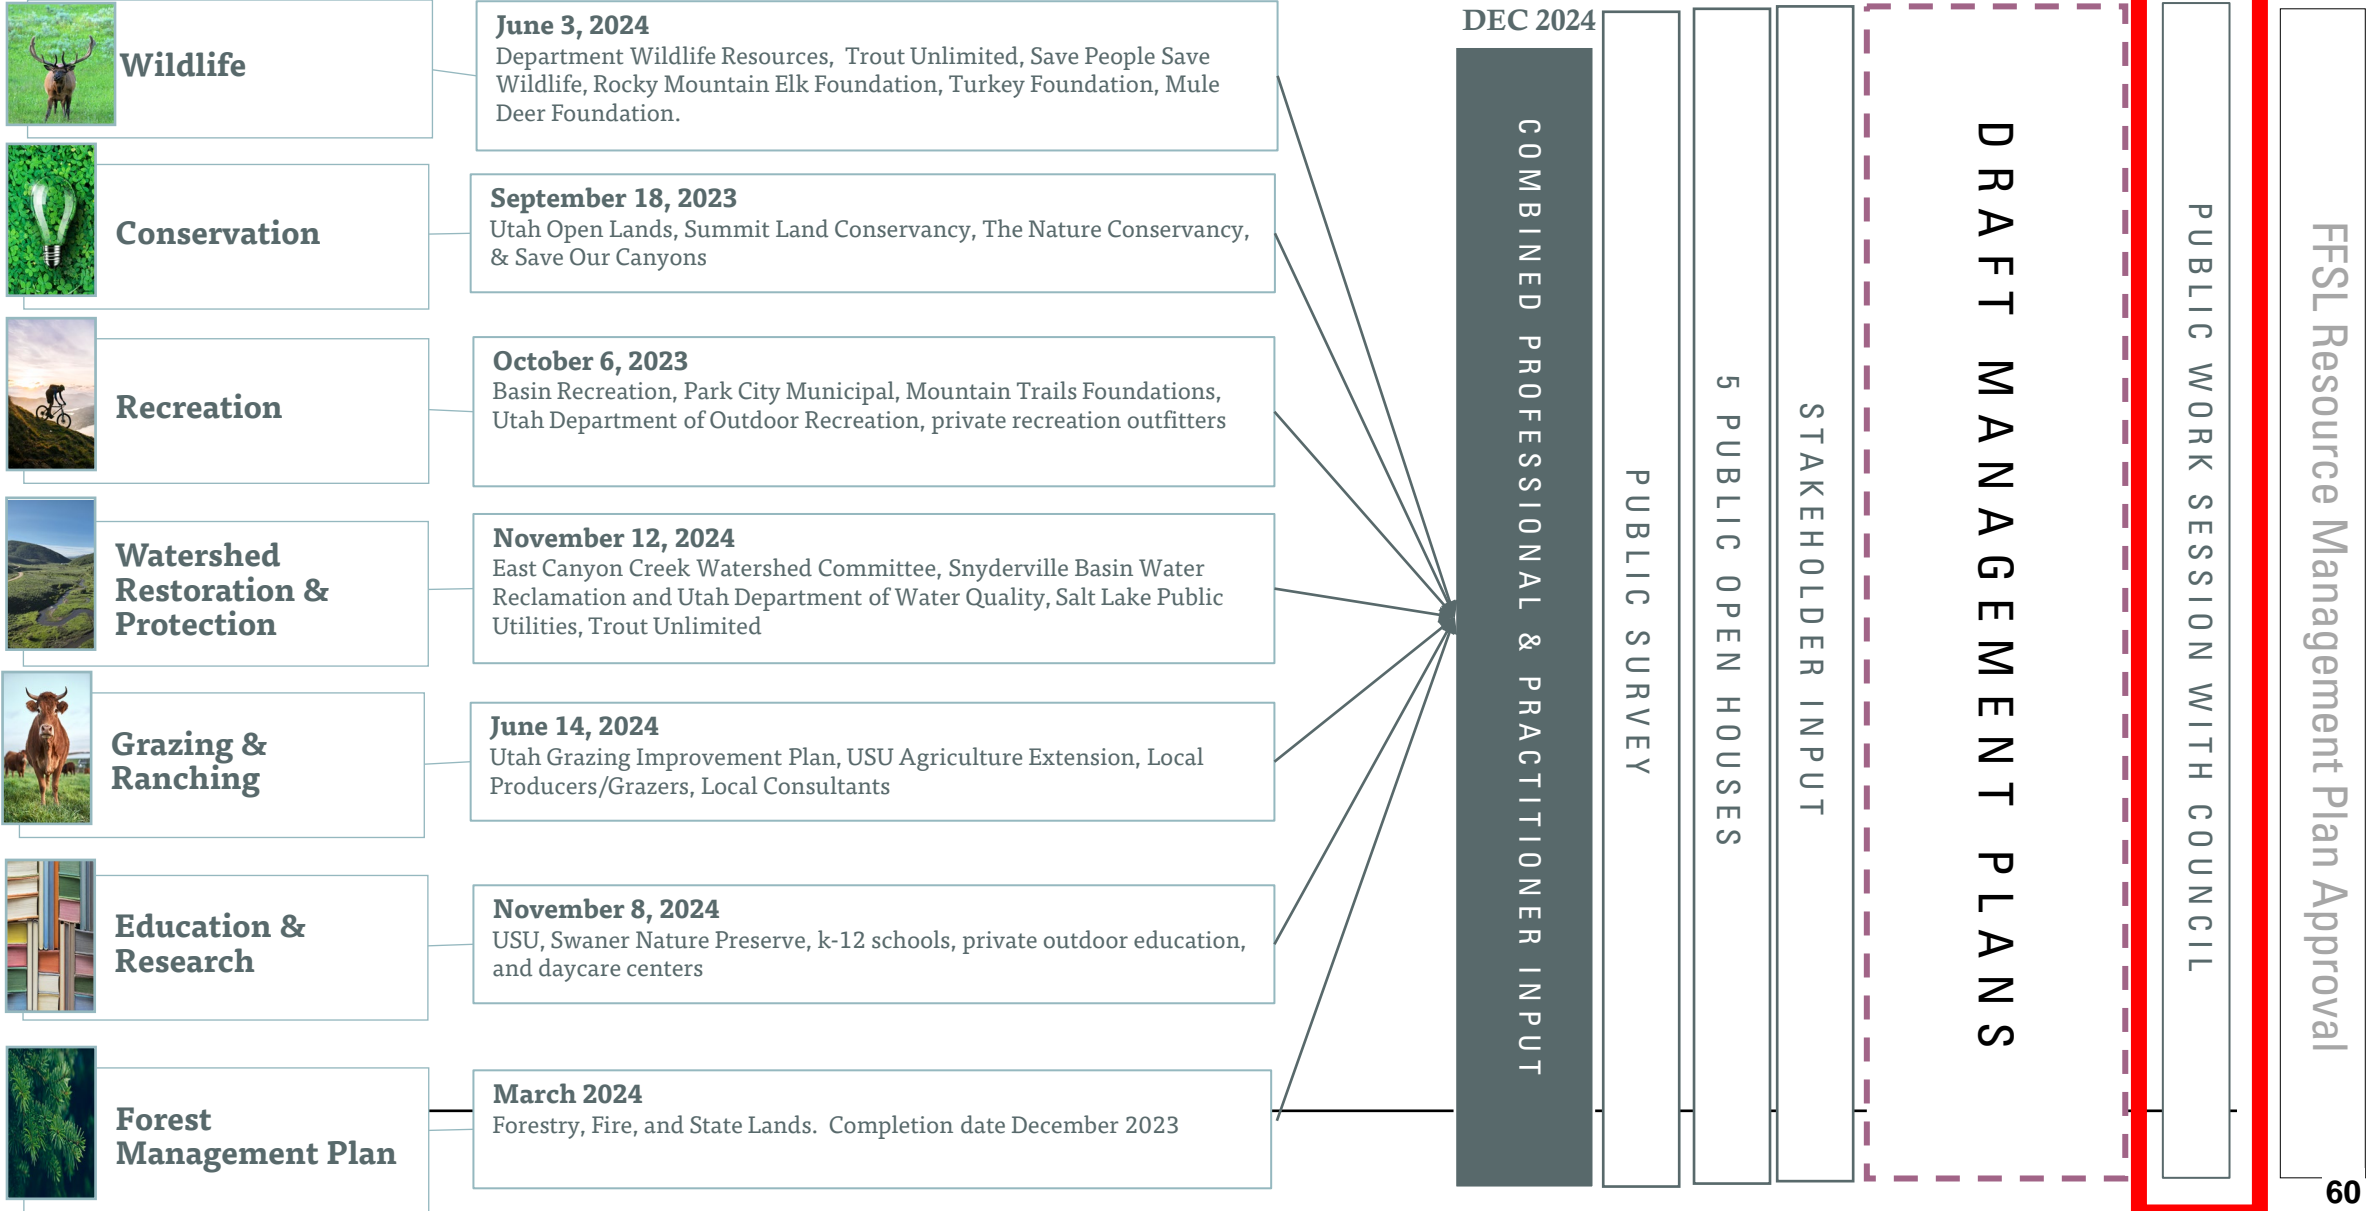 Wildlife
June 3, 2024
Department Wildlife Resources,  Trout Unlimited, Save People Save
Wildlife, Rocky Mountain Elk Foundation, Turkey Foundation, Mule
Deer Foundation.
Conservation
September 18, 2023
Utah Open Lands, Summit Land Conservancy, The Nature Conservancy,
& Save Our Canyons
Recreation
October 6, 2023
Basin Recreation, Park City Municipal, Mountain Trails Foundations,
Utah Department of Outdoor Recreation, private recreation outfitters
Watershed
Restoration &
Protection
November 12, 2024
East Canyon Creek Watershed Committee, Snyderville Basin Water
Reclamation and Utah Department of Water Quality, Salt Lake Public
Utilities, Trout Unlimited
Grazing &
Ranching
June 14, 2024
Utah Grazing Improvement Plan, USU Agriculture Extension, Local
Producers/Grazers, Local Consultants
Education &
Research
November 8, 2024
USU, Swaner Nature Preserve, k-12 schools, private outdoor education,
and daycare centers
Forest
Management Plan
March 2024
Forestry, Fire, and State Lands.  Completion date December 2023
DEC 2024
COMBINED PROFESSIONAL & PRACTITIONER INPUT
PUBLIC SURVEY
5 PUBLIC OPEN HOUSES
STAKEHOLDER INPUT
DRAFT MANAGEMENT PLANS
PUBLIC WORK SESSION WITH COUNCIL
FFSL Resource Management Plan Approval
60